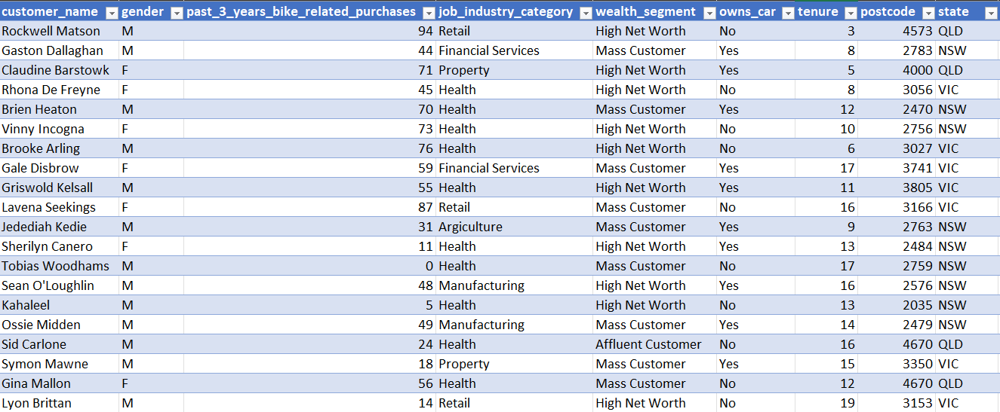 customer_name gender past_3_years_bike_related_purchases job_industry_category wealth_segment owns_car tenure postcode state
Rockwell Matson M 94 Retail High Net Worth No 3 4573 QLD
Gaston Dallaghan M 44 Financial Services Mass Customer Yes 8 2783 NSW
Claudine Barstowk F 71 Property High Net Worth Yes 5 4000 QLD
Rhona De Freyne F 45 Health High Net Worth No 8 3056 VIC
Brien Heaton M 70 Health Mass Customer Yes 12 2470 NSW
Vinny Incogna F 73 Health High Net Worth No 10 2756 NSW
Brooke Arling M 76 Health High Net Worth No 6 3027 VIC
Gale Disbrow F 59 Financial Services Mass Customer Yes 17 3741 VIC
Griswold Kelsall M 55 Health High Net Worth Yes 11 3805 VIC
Lavena Seekings F 87 Retail Mass Customer No 16 3166 VIC
Jedediah Kedie M 31 Argiculture Mass Customer Yes 9 2763 NSW
Sherilyn Canero F 11 Health High Net Worth Yes 13 2484 NSW
Tobias Woodhams M 0 Health Mass Customer No 17 2759 NSW
Sean O'Loughlin M 48 Manufacturing High Net Worth Yes 16 2576 NSW
Kahaleel M 5 Health High Net Worth No 13 2035 NSW
Ossie Midden M 49 Manufacturing Mass Customer Yes 14 2479 NSW
Sid Carlone M 24 Health Affluent Customer No 16 4670 QLD
Symon Mawne M 18 Property Mass Customer Yes 15 3350 VIC
Gina Mallon F 56 Health Mass Customer No 12 4670 QLD
Lyon Brittan M 14 Retail High Net Worth No 19 3153 VIC